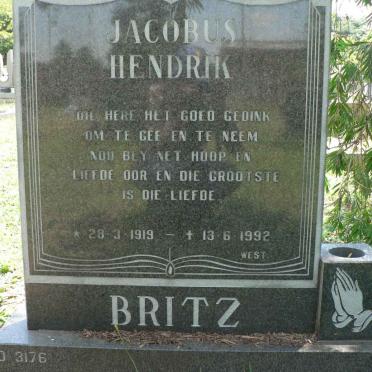 JACOBUS
HENDRIK
DIE HERE HET GOED GEDINK
OM TE GEE EN TE NEEM
NOU BLY NET HOOP EN
LIEFDE OOR EN DIE GROOTSTE
IS DIE LIEFDE
* 28-3-1919 - † 13-6-1992
WEST.
BRITZ
3176